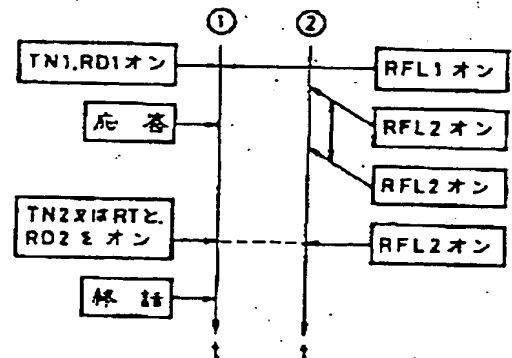 ① ②
TN1.RD1オン
RFL1オン
応答
RFL2オン
RFL2オン
TN2又はRTと.
RD2をオン
RFL2オン
終話
t t